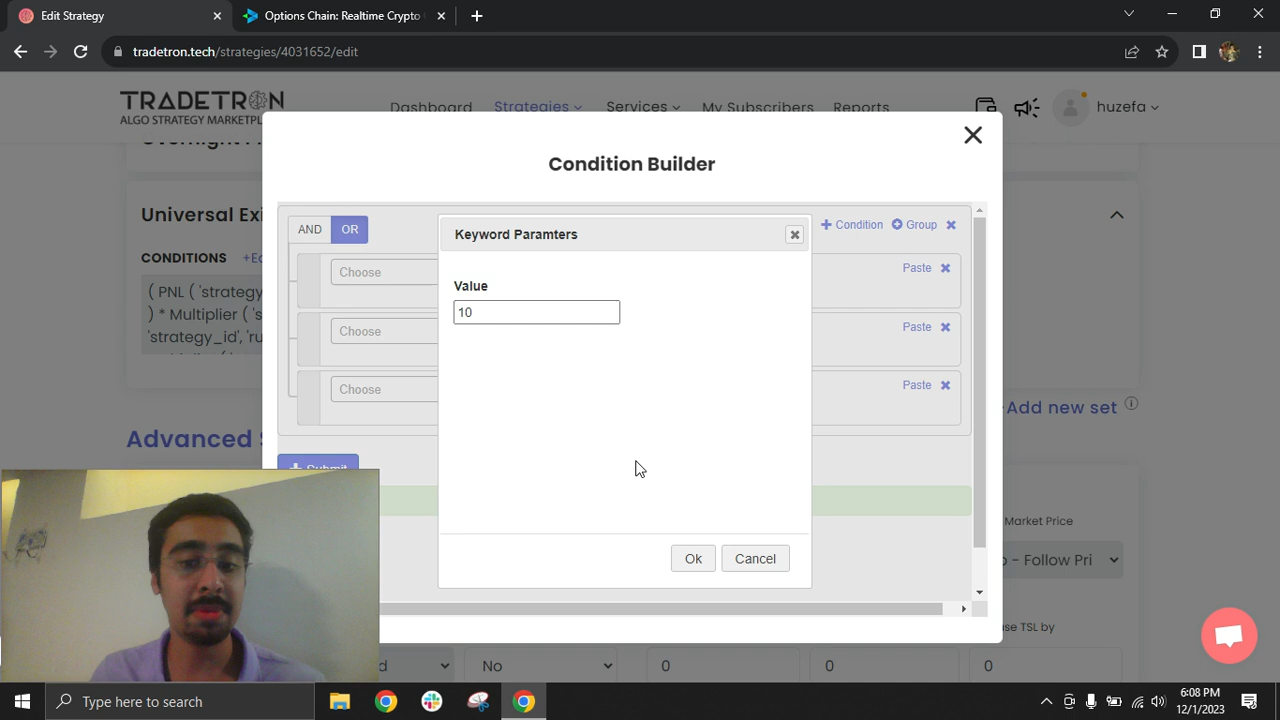 Edit Strategy
Options Chain: Realtime Crypto
tradetron.tech/strategies/4031652/edit
TRADETRON
ALGO STRATEGY MARKETPL
Dashboard Strategies Services My Subscribers Reports
huzefa
Condition Builder
Universal Exi
CONDITIONS +Ed
( PNL ( 'strategy
) * Multiplier ( 's
'strategy_id', 'ru
AND OR
+ Condition Group
Choose
Paste
Choose
Paste
Choose
Paste
Keyword Paramters
Value
10
Ok Cancel
+ Submit
Add new set
Advanced S
Market Price
o - Follow Pri
se TSL by
d
No
0
0
0
Type here to search
6:08 PM
12/1/2023